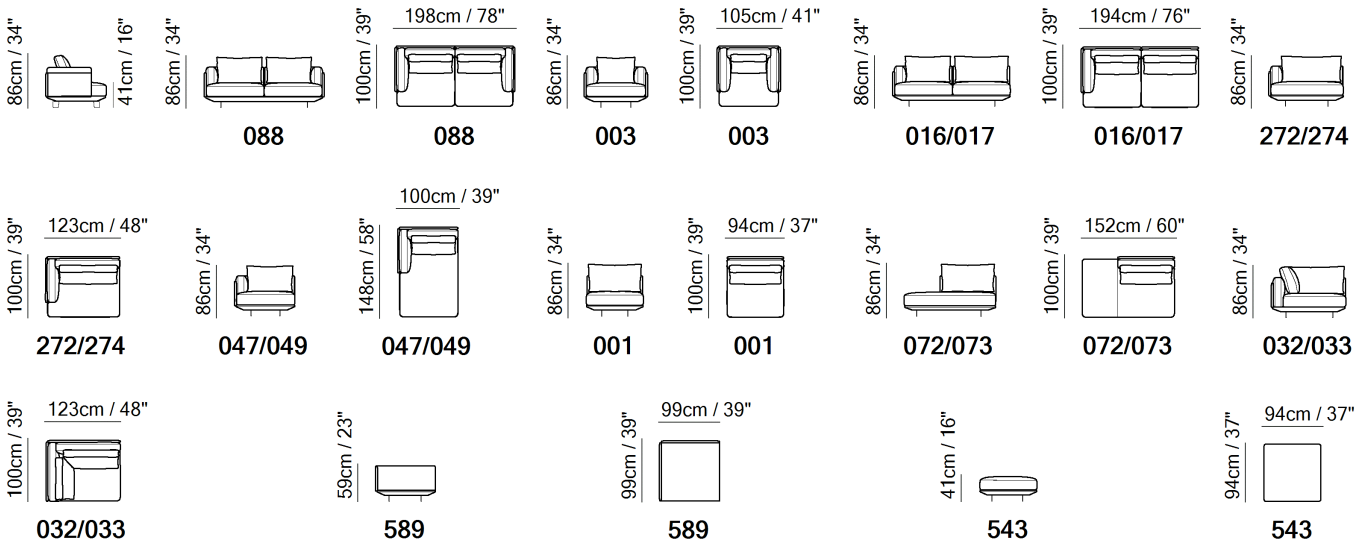 86cm / 34"
41cm / 16"
86cm / 34"
088
198cm / 78"
100cm / 39"
088
86cm / 34"
003
105cm / 41"
100cm / 39"
003
86cm / 34"
016/017
194cm / 76"
100cm / 39"
016/017
86cm / 34"
272/274
123cm / 48"
100cm / 39"
272/274
86cm / 34"
047/049
100cm / 39"
148cm / 58"
047/049
86cm / 34"
001
94cm / 37"
100cm / 39"
001
86cm / 34"
072/073
152cm / 60"
100cm / 39"
072/073
86cm / 34"
032/033
123cm / 48"
100cm / 39"
032/033
59cm / 23"
589
99cm / 39"
99cm / 39"
589
41cm / 16"
543
94cm / 37"
94cm / 37"
543